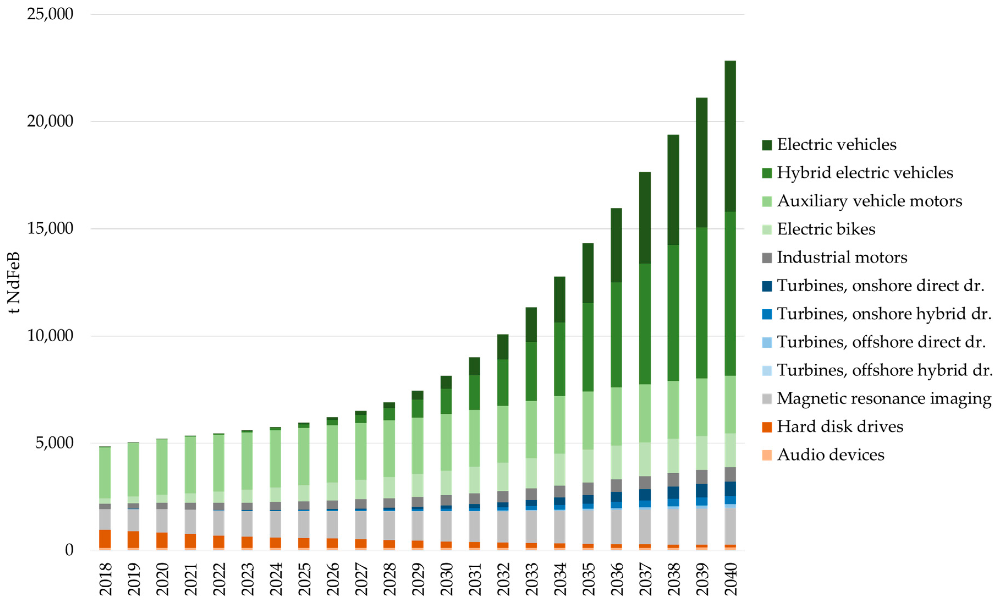 25,000
20,000
15,000
10,000
5,000
0
t NdFeB
2018
2019
2020
2021
2022
2023
2024
2025
2026
2027
2028
2029
2030
2031
2032
2033
2034
2035
2036
2037
2038
2039
2040
Electric vehicles
Hybrid electric vehicles
Auxiliary vehicle motors
Electric bikes
Industrial motors
Turbines, onshore direct dr.
Turbines, onshore hybrid dr.
Turbines, offshore direct dr.
Turbines, offshore hybrid dr.
Magnetic resonance imaging
Hard disk drives
Audio devices